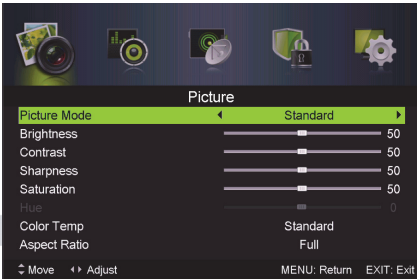 Picture
Picture Mode Standard
Brightness 50
Contrast 50
Sharpness 50
Saturation 50
Hue 0
Color Temp Standard
Aspect Ratio Full
Move Adjust MENU: Return EXIT: Exit